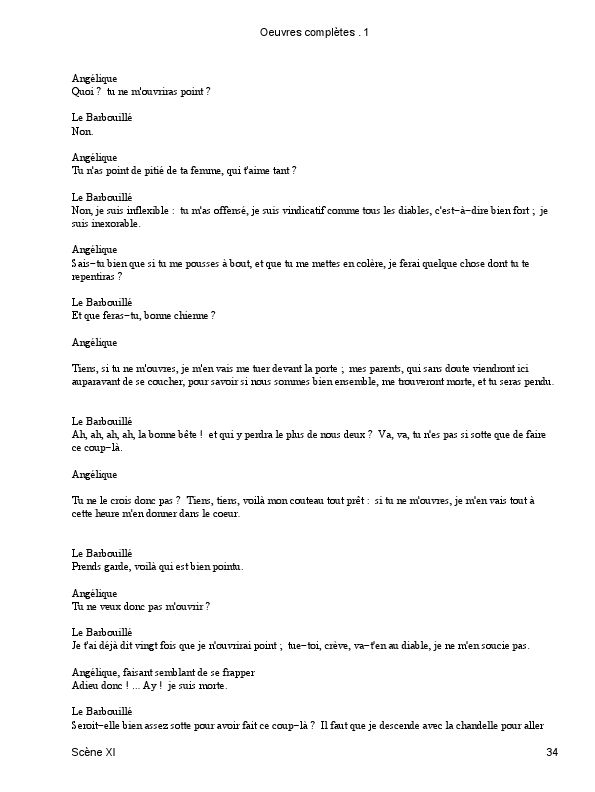 Oeuvres complètes . 1
Angélique
Quoi ? tu ne m'ouvriras point ?
Le Barbouillé
Non.
Angélique
Tu n'as point de pitié de ta femme, qui t'aime tant ?
Le Barbouillé
Non, je suis inflexible : tu m'as offensé, je suis vindicatif comme tous les diables, c'est−à−dire bien fort ; je
suis inexorable.
Angélique
Sais−tu bien que si tu me pousses à bout, et que tu me mettes en colère, je ferai quelque chose dont tu te
repentiras ?
Le Barbouillé
Et que feras−tu, bonne chienne ?
Angélique
Tiens, si tu ne m'ouvres, je m'en vais me tuer devant la porte ; mes parents, qui sans doute viendront ici
auparavant de se coucher, pour savoir si nous sommes bien ensemble, me trouveront morte, et tu seras pendu.
Le Barbouillé
Ah, ah, ah, ah, la bonne bête ! et qui y perdra le plus de nous deux ? Va, va, tu n'es pas si sotte que de faire
ce coup−là.
Angélique
Tu ne le crois donc pas ? Tiens, tiens, voilà mon couteau tout prêt : si tu ne m'ouvres, je m'en vais tout à
cette heure m'en donner dans le coeur.
Le Barbouillé
Prends garde, voilà qui est bien pointu.
Angélique
Tu ne veux donc pas m'ouvrir ?
Le Barbouillé
Je t'ai déjà dit vingt fois que je n'ouvrirai point ; tue−toi, crève, va−t'en au diable, je ne m'en soucie pas.
Angélique, faisant semblant de se frapper
Adieu donc ! ... Ay ! je suis morte.
Le Barbouillé
Seroit−elle bien assez sotte pour avoir fait ce coup−là ? Il faut que je descende avec la chandelle pour aller
Scène XI 34